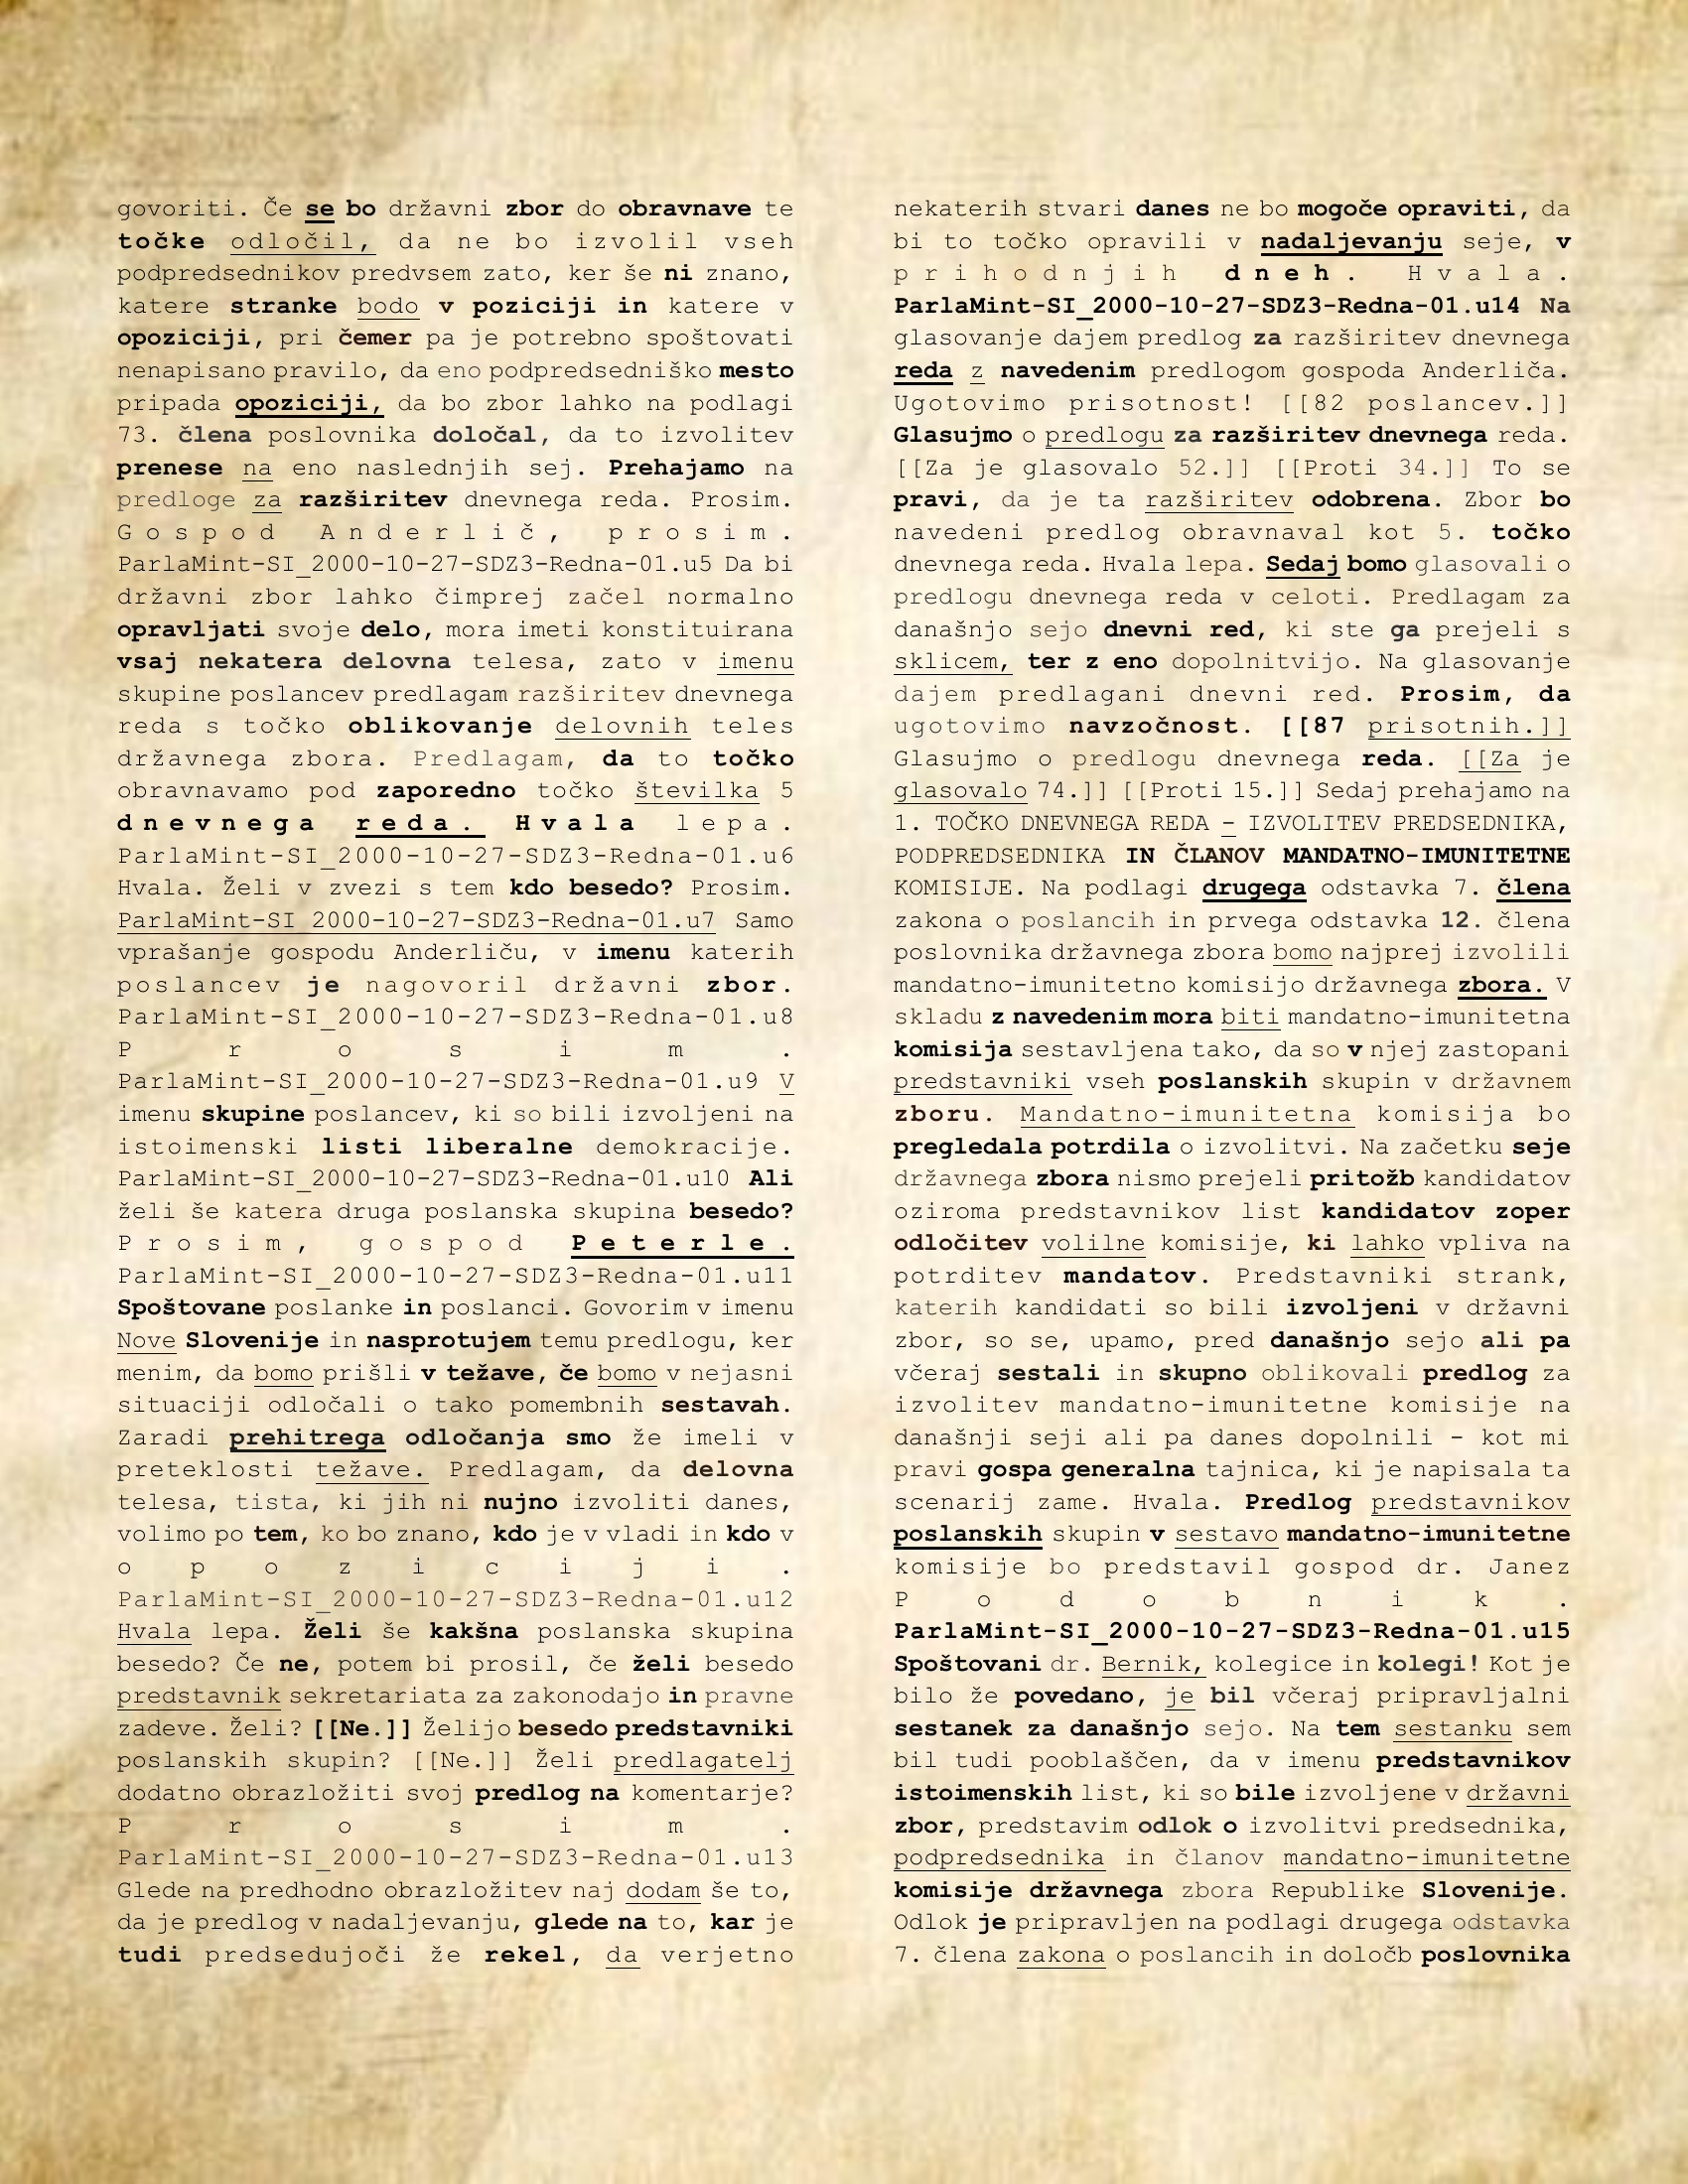 govoriti. Če se bo državni zbor do obravnave te
točke odločil, da ne bo izvolil vseh
podpredsednikov predvsem zato, ker še ni znano,
katere stranke bodo v poziciji in katere v
opoziciji, pri čemer pa je potrebno spoštovati
nenapisano pravilo, da eno podpredsedniško mesto
pripada opoziciji, da bo zbor lahko na podlagi
73. člena poslovnika določal, da to izvolitev
prenese na eno naslednjih sej. Prehajamo na
predloge za razširitev dnevnega reda. Prosim.
Gospod Anderlič, prosim.
ParlaMint-SI_2000-10-27-SDZ3-Redna-01.u5 Da bi
državni zbor lahko čimprej začel normalno
opravljati svoje delo, mora imeti konstituirana
vsaj nekatera delovna telesa, zato v imenu
skupine poslancev predlagam razširitev dnevnega
reda s točko oblikovanje delovnih teles
državnega zbora. Predlagam, da to točko
obravnavamo pod zaporedno točko številka 5
dnevnega reda. Hvala lepa.
ParlaMint-SI_2000-10-27-SDZ3-Redna-01.u6
Hvala. Želi v zvezi s tem kdo besedo? Prosim.
ParlaMint-SI_2000-10-27-SDZ3-Redna-01.u7 Samo
vprašanje gospodu Anderliču, v imenu katerih
poslancev je nagovoril državni zbor.
ParlaMint-SI_2000-10-27-SDZ3-Redna-01.u8
Prosim.
ParlaMint-SI_2000-10-27-SDZ3-Redna-01.u9 V
imenu skupine poslancev, ki so bili izvoljeni na
istoimenski listi liberalne demokracije.
ParlaMint-SI_2000-10-27-SDZ3-Redna-01.u10 Ali
želi še katera druga poslanska skupina besedo?
Prosim, gospod Peterle.
ParlaMint-SI_2000-10-27-SDZ3-Redna-01.u11
Spoštovane poslanke in poslanci. Govorim v imenu
Nove Slovenije in nasprotujem temu predlogu, ker
menim, da bomo prišli v težave, če bomo v nejasni
situaciji odločali o tako pomembnih sestavah.
Zaradi prehitrega odločanja smo že imeli v
preteklosti težave. Predlagam, da delovna
telesa, tista, ki jih ni nujno izvoliti danes,
volimo po tem, ko bo znano, kdo je v vladi in kdo v
opoziciji.
ParlaMint-SI_2000-10-27-SDZ3-Redna-01.u12
Hvala lepa. Želi še kakšna poslanska skupina
besedo? Če ne, potem bi prosil, če želi besedo
predstavnik sekretariata za zakonodajo in pravne
zadeve. Želi? [[Ne.]] Želijo besedo predstavniki
poslanskih skupin? [[Ne.]] Želi predlagatelj
dodatno obrazložiti svoj predlog na komentarje?
Prosim.
ParlaMint-SI_2000-10-27-SDZ3-Redna-01.u13
Glede na predhodno obrazložitev naj dodam še to,
da je predlog v nadaljevanju, glede na to, kar je
tudi predsedujoči že rekel, da verjetno
nekaterih stvari danes ne bo mogoče opraviti, da
bi to točko opravili v nadaljevanju seje, v
prihodnjih dneh. Hvala.
ParlaMint-SI_2000-10-27-SDZ3-Redna-01.u14 Na
glasovanje dajem predlog za razširitev dnevnega
reda z navedenim predlogom gospoda Anderliča.
Ugotovimo prisotnost! [[82 poslancev.]]
Glasujmo o predlogu za razširitev dnevnega reda.
[[Za je glasovalo 52.]] [[Proti 34.]] To se
pravi, da je ta razširitev odobrena. Zbor bo
navedeni predlog obravnaval kot 5. točko
dnevnega reda. Hvala lepa. Sedaj bomo glasovali o
predlogu dnevnega reda v celoti. Predlagam za
današnjo sejo dnevni red, ki ste ga prejeli s
sklicem, ter z eno dopolnitvijo. Na glasovanje
dajem predlagani dnevni red. Prosim, da
ugotovimo navzočnost. [[87 prisotnih.]]
Glasujmo o predlogu dnevnega reda. [[Za je
glasovalo 74.]] [[Proti 15.]] Sedaj prehajamo na
1. TOČKO DNEVNEGA REDA - IZVOLITEV PREDSEDNIKA,
PODPREDSEDNIKA IN ČLANOV MANDATNO-IMUNITETNE
KOMISIJE. Na podlagi drugega odstavka 7. člena
zakona o poslancih in prvega odstavka 12. člena
poslovnika državnega zbora bomo najprej izvolili
mandatno-imunitetno komisijo državnega zbora. V
skladu z navedenim mora biti mandatno-imunitetna
komisija sestavljena tako, da so v njej zastopani
predstavniki vseh poslanskih skupin v državnem
zboru. Mandatno-imunitetna komisija bo
pregledala potrdila o izvolitvi. Na začetku seje
državnega zbora nismo prejeli pritožb kandidatov
oziroma predstavnikov list kandidatov zoper
odločitev volilne komisije, ki lahko vpliva na
potrditev mandatov. Predstavniki strank,
katerih kandidati so bili izvoljeni v državni
zbor, so se, upamo, pred današnjo sejo ali pa
včeraj sestali in skupno oblikovali predlog za
izvolitev mandatno-imunitetne komisije na
današnji seji ali pa danes dopolnili - kot mi
pravi gospa generalna tajnica, ki je napisala ta
scenarij zame. Hvala. Predlog predstavnikov
poslanskih skupin v sestavo mandatno-imunitetne
komisije bo predstavil gospod dr. Janez
Podobnik.
ParlaMint-SI_2000-10-27-SDZ3-Redna-01.u15
Spoštovani dr. Bernik, kolegice in kolegi! Kot je
bilo že povedano, je bil včeraj pripravljalni
sestanek za današnjo sejo. Na tem sestanku sem
bil tudi pooblaščen, da v imenu predstavnikov
istoimenskih list, ki so bile izvoljene v državni
zbor, predstavim odlok o izvolitvi predsednika,
podpredsednika in članov mandatno-imunitetne
komisije državnega zbora Republike Slovenije.
Odlok je pripravljen na podlagi drugega odstavka
7. člena zakona o poslancih in določb poslovnika